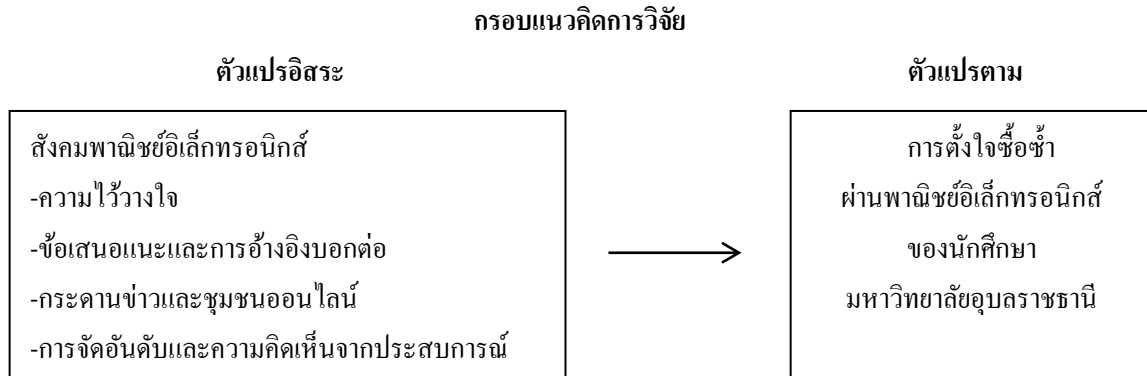 กรอบแนวคิดการวิจัย
ตัวแปรอิสระ
ตัวแปรตาม
สังคมพาณิชย์อิเล็กทรอนิกส์
-ความไว้วางใจ
-ข้อเสนอแนะและการอ้างอิงบอกต่อ
-กระดานข่าวและชุมชนออนไลน์
-การจัดอันดับและความคิดเห็นจากประสบการณ์
การตั้งใจซื้อซ้ำ
ผ่านพาณิชย์อิเล็กทรอนิกส์
ของนักศึกษา
มหาวิทยาลัยอุบลราชธานี